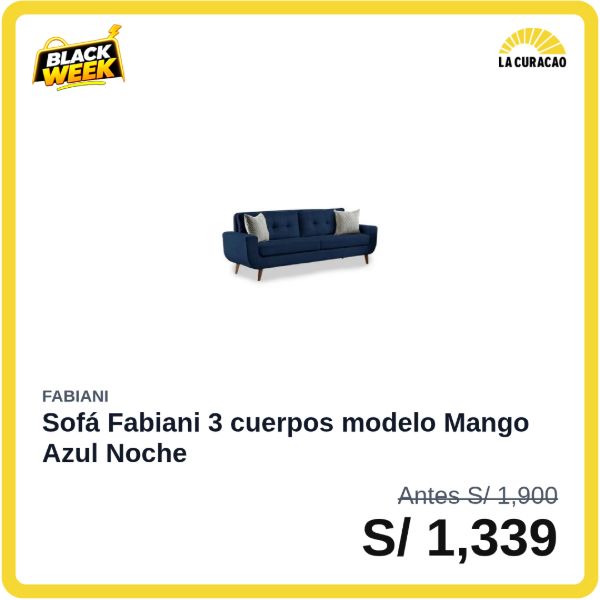 BLACK
WEEK
LA CURACAO
FABIANI
Sofá Fabiani 3 cuerpos modelo Mango
Azul Noche
Antes S/ 1,900
S/ 1,339